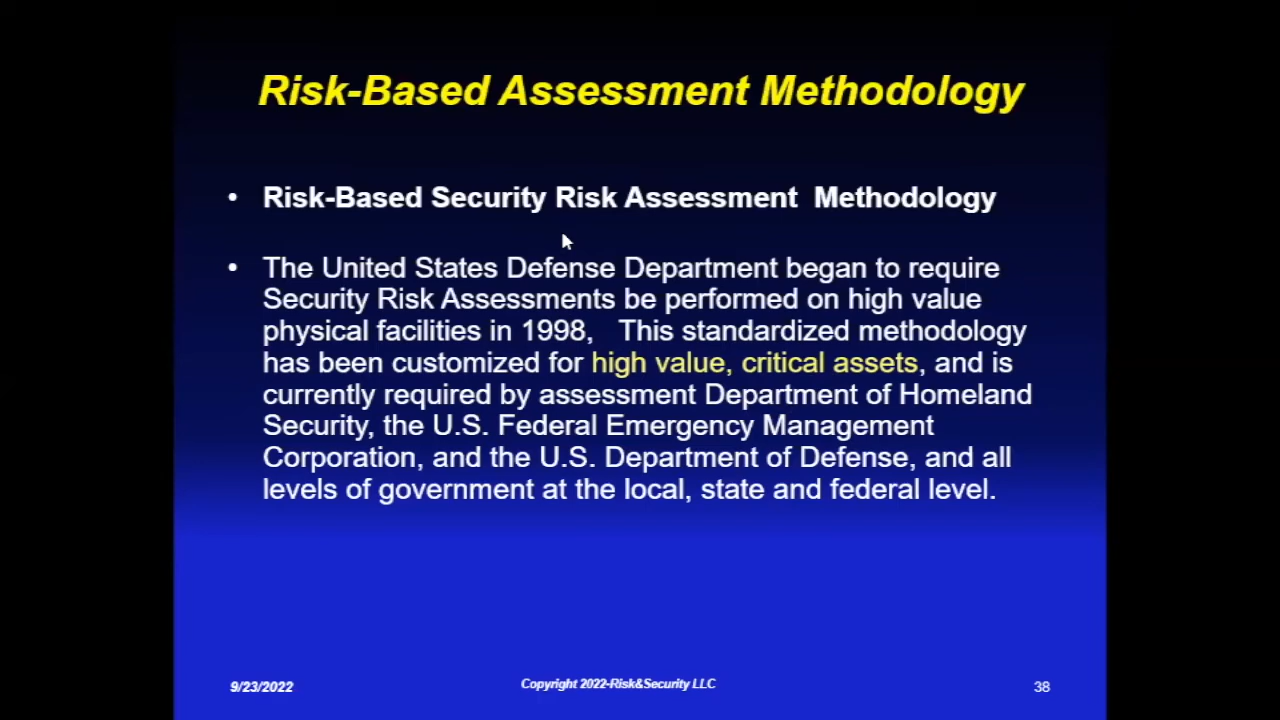 Risk-Based Assessment Methodology
• Risk-Based Security Risk Assessment  Methodology
• The United States Defense Department began to require
Security Risk Assessments be performed on high value
physical facilities in 1998,   This standardized methodology
has been customized for high value, critical assets, and is
currently required by assessment Department of Homeland
Security, the U.S. Federal Emergency Management
Corporation, and the U.S. Department of Defense, and all
levels of government at the local, state and federal level.
9/23/2022
Copyright 2022-Risk&Security LLC
38